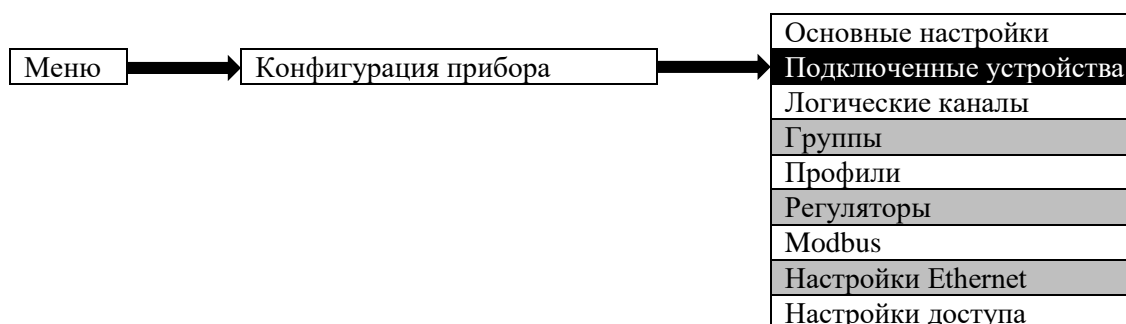 Меню
Конфигурация прибора
Основные настройки
Подключенные устройства
Логические каналы
Группы
Профили
Регуляторы
Modbus
Настройки Ethernet
Настройки доступа